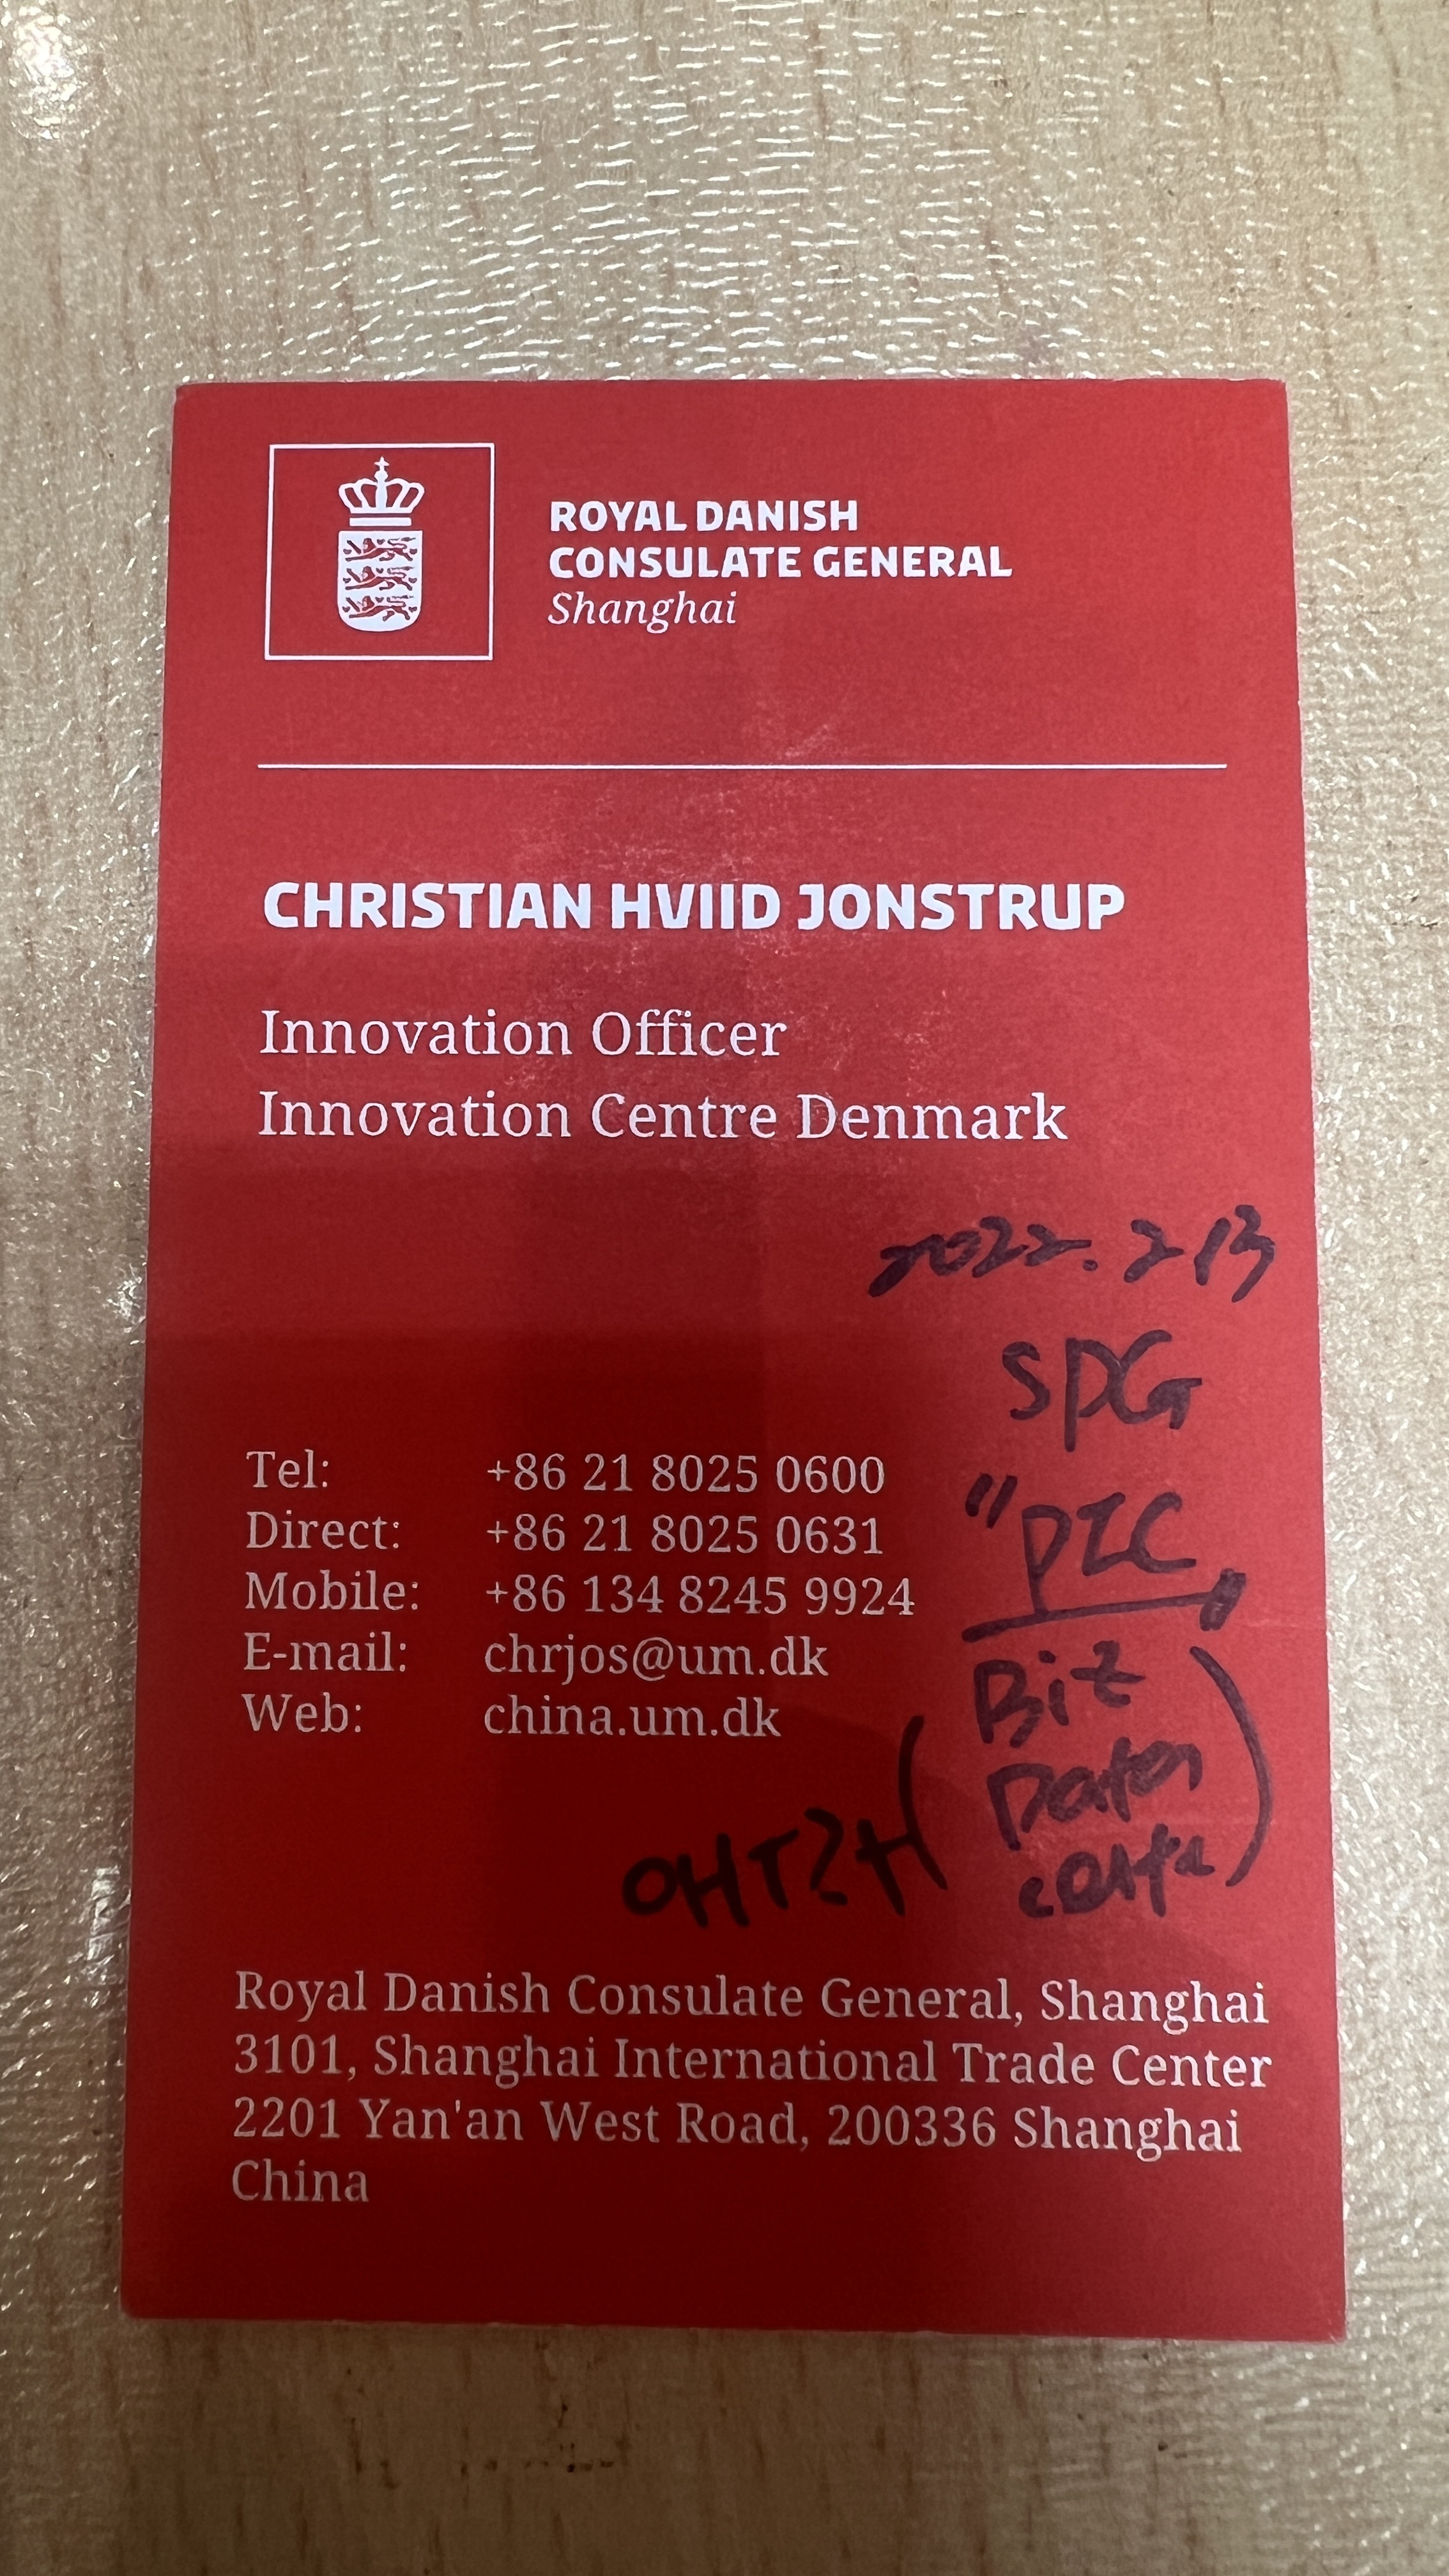 ROYAL DANISH
CONSULATE GENERAL
Shanghai
CHRISTIAN HVIID JONSTRUP
Innovation Officer
Innovation Centre Denmark
2022. 2 13
SPG
Tel: +86 21 8025 0600
Direct: +86 21 8025 0631
Mobile: +86 134 8245 9924
E-mail: chrjos@um.dk
Web: china.um.dk
Biz
Data
Royal Danish Consulate General, Shanghai
3101, Shanghai International Trade Center
2201 Yan'an West Road, 200336 Shanghai
China